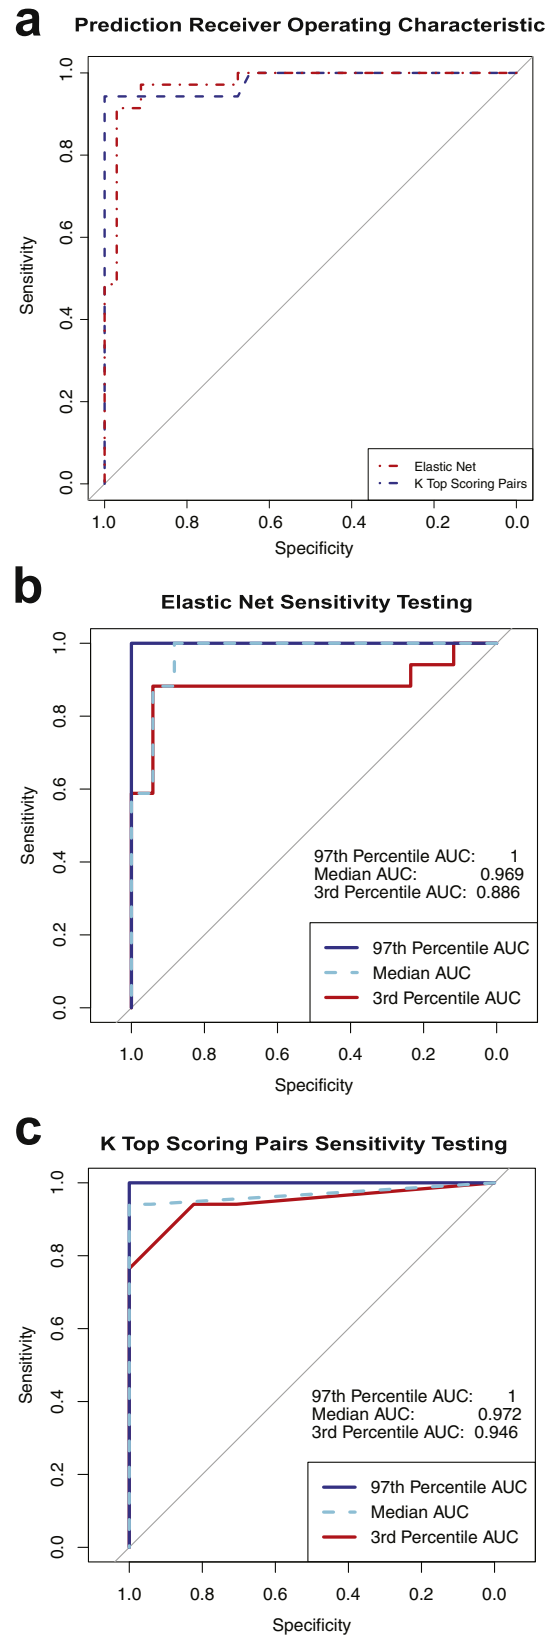 a
Prediction Receiver Operating Characteristic
1.0
0.8
0.6
0.4
0.2
0.0
Sensitivity
Elastic Net
K Top Scoring Pairs
1.0 0.8 0.6 0.4 0.2 0.0
Specificity
b
Elastic Net Sensitivity Testing
1.0
0.8
0.6
0.4
0.2
0.0
Sensitivity
97th Percentile AUC: 1
Median AUC: 0.969
3rd Percentile AUC: 0.886
97th Percentile AUC
Median AUC
3rd Percentile AUC
1.0 0.8 0.6 0.4 0.2 0.0
Specificity
c
K Top Scoring Pairs Sensitivity Testing
1.0
0.8
0.6
0.4
0.2
0.0
Sensitivity
97th Percentile AUC: 1
Median AUC: 0.972
3rd Percentile AUC: 0.946
97th Percentile AUC
Median AUC
3rd Percentile AUC
1.0 0.8 0.6 0.4 0.2 0.0
Specificity